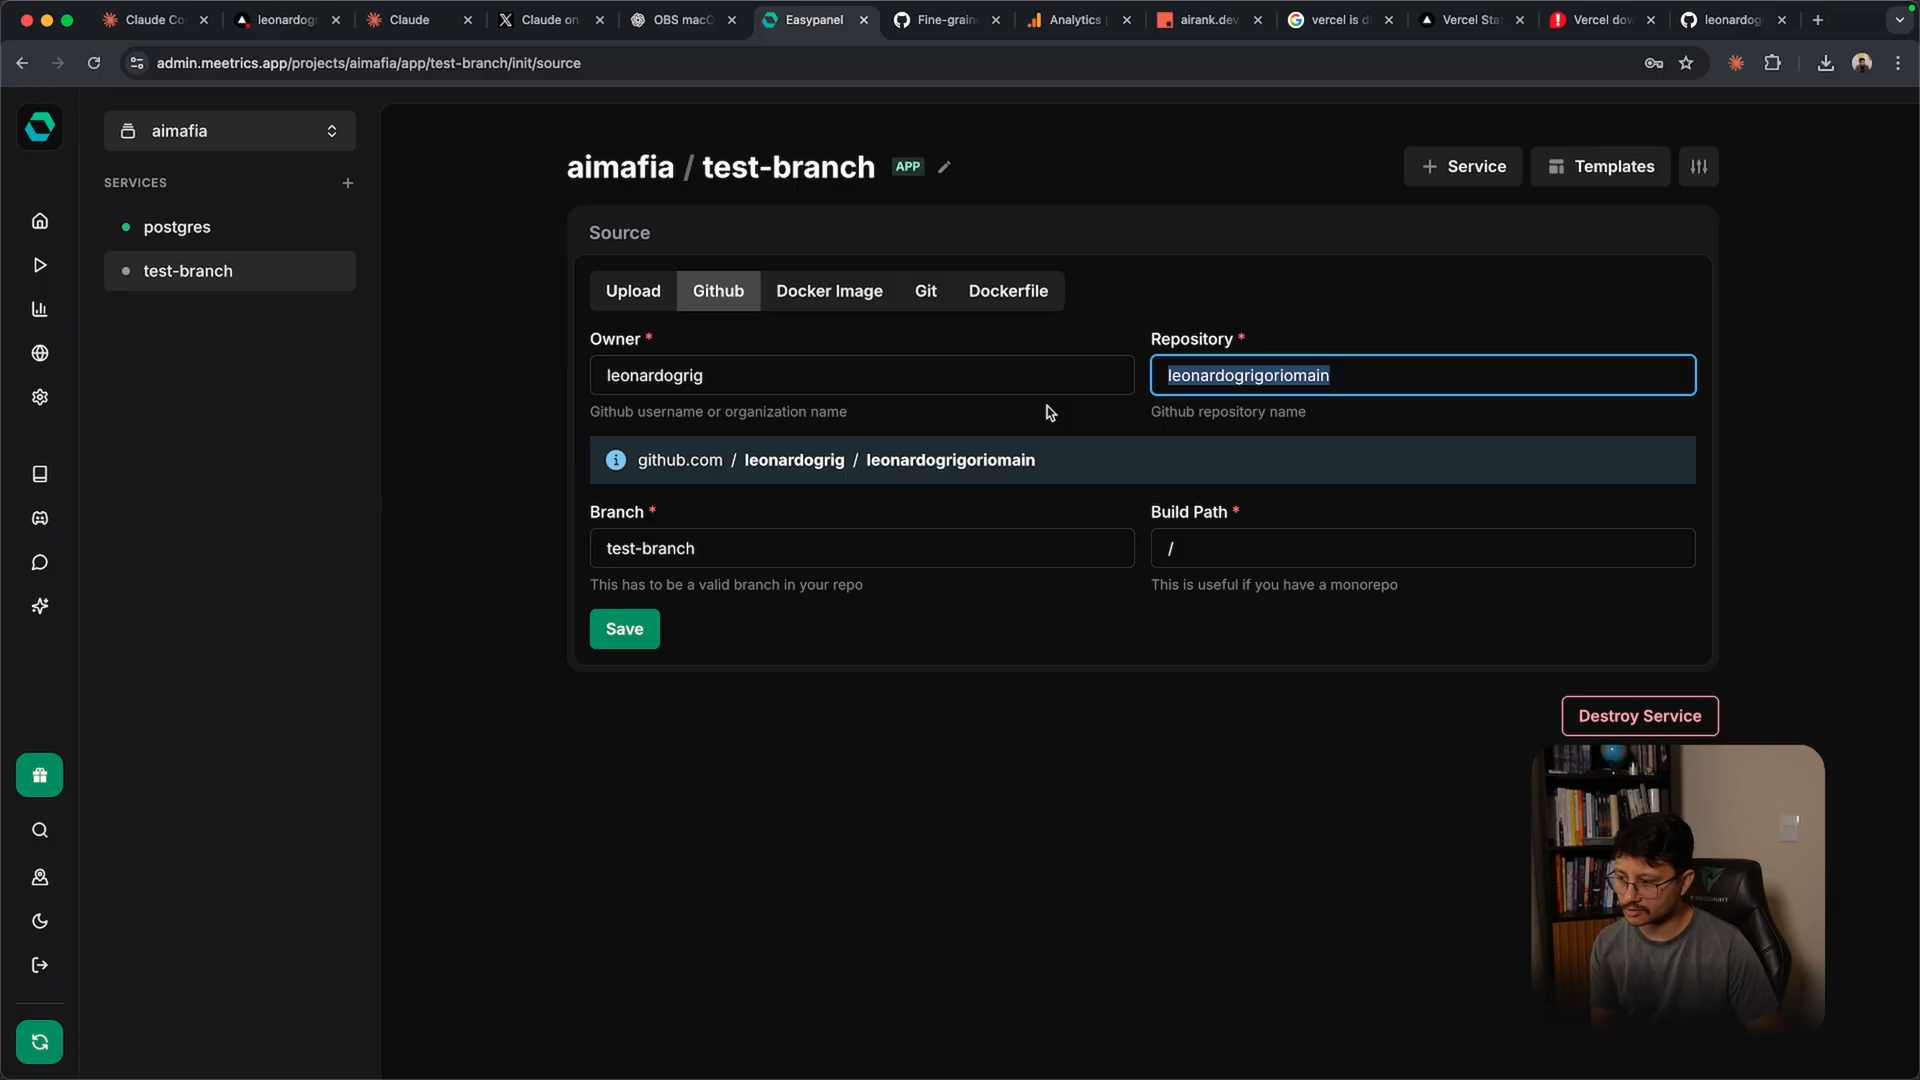 Claude Co
leonardog
Claude
Claude on
OBS macO
Easypanel
Fine-grain
Analytics
airank.dev
vercel is d
Vercel Sta
Vercel dow
leonardog
admin.meetrics.app/projects/aimafia/app/test-branch/init/source
aimafia
SERVICES
postgres
test-branch
aimafia / test-branch APP
Service
Templates
Source
Upload Github Docker Image Git Dockerfile
Owner *
Repository *
leonardogrig
leonardogrigoriomain
Github username or organization name
Github repository name
github.com / leonardogrig / leonardogrigoriomain
Branch *
Build Path *
test-branch
/
This has to be a valid branch in your repo
This is useful if you have a monorepo
Save
Destroy Service